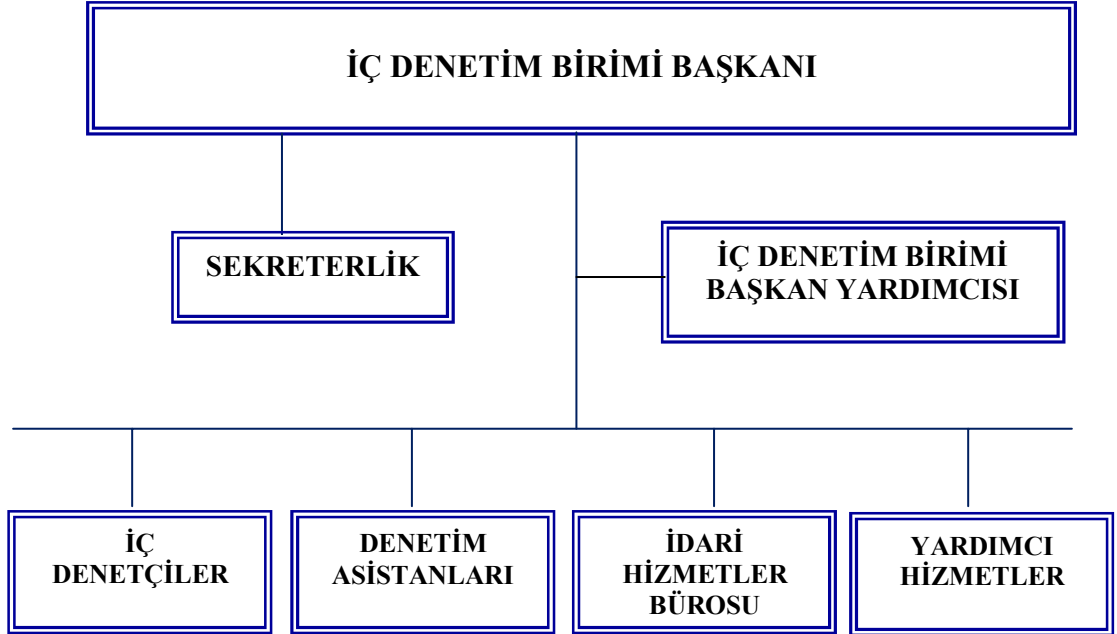 İÇ DENETİM BİRİMİ BAŞKANI
SEKRETERLİK
İÇ DENETİM BİRİMİ
BAŞKAN YARDIMCISI
İÇ
DENETÇİLER
DENETİM
ASİSTANLARI
İDARİ
HİZMETLER
BÜROSU
YARDIMCI
HİZMETLER